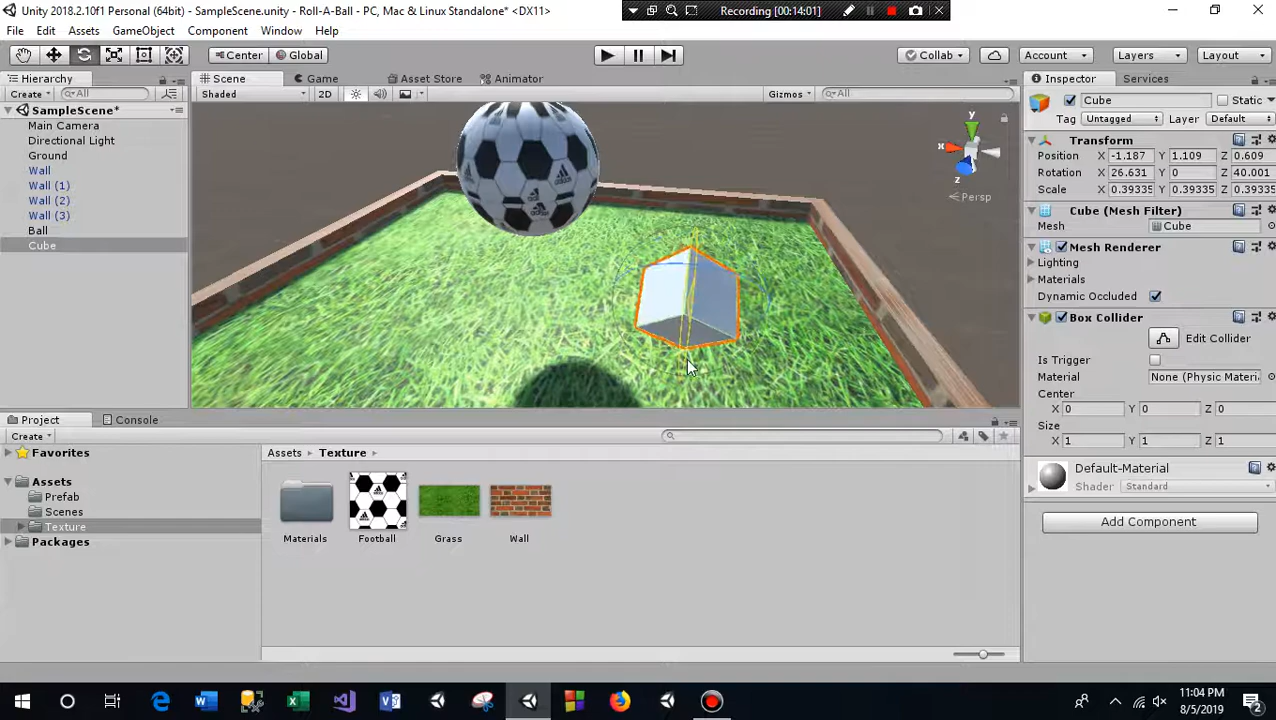 Unity 2018.2.10f1 Personal (64bit) - SampleScene.unity - Roll-A-Ball - PC, Mac & Linux Standalone* <DX11>
Recording [00:14:01]
File Edit Assets GameObject Component Window Help
Center Global Collab Account Layers Layout
Hierarchy Scene Game Asset Store Animator Inspector Services
Create All Shaded 2D Gizmos All Cube Static
Tag Untagged Layer Default
SampleScene*
Main Camera
Directional Light
Ground
Wall
Wall (1)
Wall (2)
Wall (3)
Ball
Cube
y
x
z
Persp
adidas
Transform
Position X -1.187 Y 1.109 Z 0.609
Rotation X 26.631 Y 0 Z 40.001
Scale X 0.39335 Y 0.39335 Z 0.39335
Cube (Mesh Filter)
Mesh Cube
Mesh Renderer
Lighting
Materials
Dynamic Occluded
Box Collider
Edit Collider
Is Trigger
Material None (Physic Materi
Center
X 0 Y 0 Z 0
Size
X 1 Y 1 Z 1
Default-Material
Shader Standard
Add Component
Project Console
Create
Favorites
Assets
Prefab
Scenes
Texture
Packages
Assets Texture
Materials Football Grass Wall
11:04 PM
8/5/2019
2